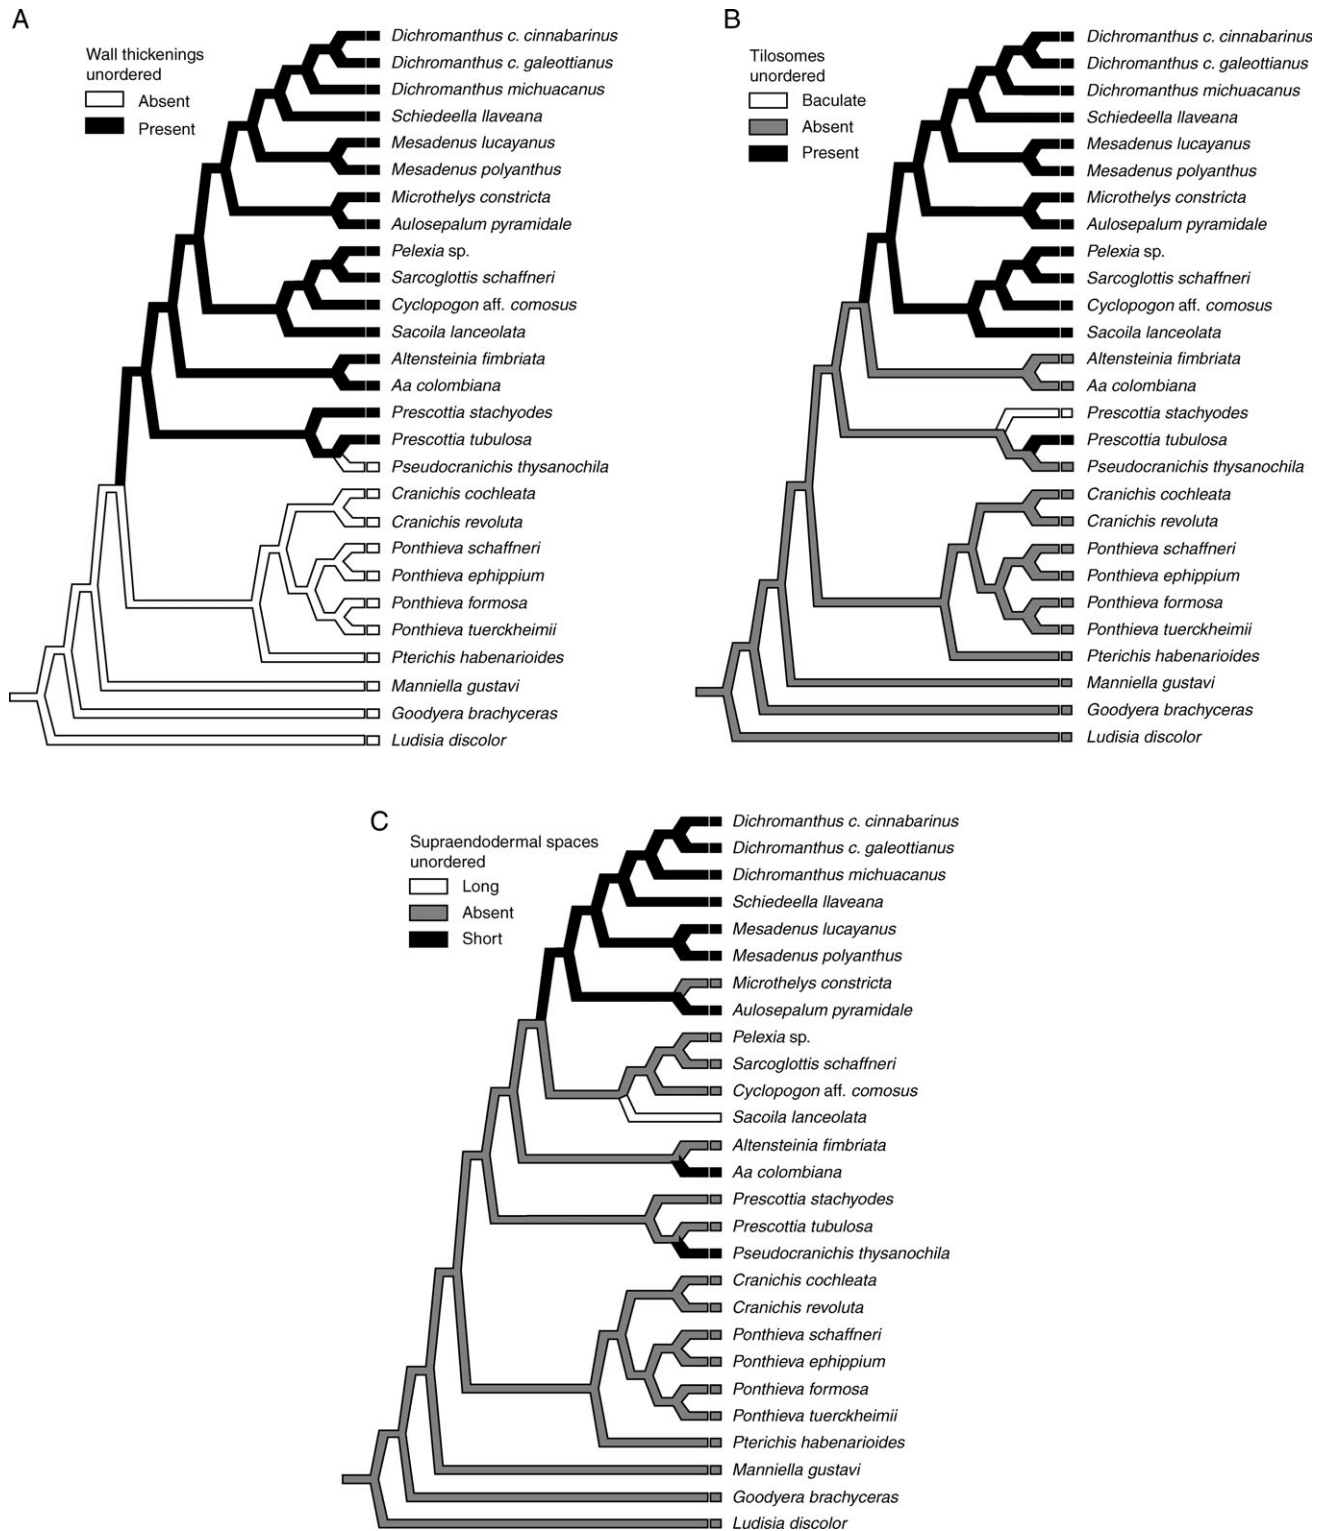 A
Wall thickenings
unordered
Absent
Present
Dichromanthus c. cinnabarinus
Dichromanthus c. galeottianus
Dichromanthus michuacanus
Schiedeella llaveana
Mesadenus lucayanus
Mesadenus polyanthus
Microthelys constricta
Aulosepalum pyramidale
Pelexia sp.
Sarcoglottis schaffneri
Cyclopogon aff. comosus
Sacoila lanceolata
Altensteinia fimbriata
Aa colombiana
Prescottia stachyodes
Prescottia tubulosa
Pseudocranichis thysanochila
Cranichis cochleata
Cranichis revoluta
Ponthieva schaffneri
Ponthieva ephippium
Ponthieva formosa
Ponthieva tuerckheimii
Pterichis habenarioides
Manniella gustavi
Goodyera brachyceras
Ludisia discolor
B
Tilosomes
unordered
Baculate
Absent
Present
Dichromanthus c. cinnabarinus
Dichromanthus c. galeottianus
Dichromanthus michuacanus
Schiedeella llaveana
Mesadenus lucayanus
Mesadenus polyanthus
Microthelys constricta
Aulosepalum pyramidale
Pelexia sp.
Sarcoglottis schaffneri
Cyclopogon aff. comosus
Sacoila lanceolata
Altensteinia fimbriata
Aa colombiana
Prescottia stachyodes
Prescottia tubulosa
Pseudocranichis thysanochila
Cranichis cochleata
Cranichis revoluta
Ponthieva schaffneri
Ponthieva ephippium
Ponthieva formosa
Ponthieva tuerckheimii
Pterichis habenarioides
Manniella gustavi
Goodyera brachyceras
Ludisia discolor
C
Supraendodermal spaces
unordered
Long
Absent
Short
Dichromanthus c. cinnabarinus
Dichromanthus c. galeottianus
Dichromanthus michuacanus
Schiedeella llaveana
Mesadenus lucayanus
Mesadenus polyanthus
Microthelys constricta
Aulosepalum pyramidale
Pelexia sp.
Sarcoglottis schaffneri
Cyclopogon aff. comosus
Sacoila lanceolata
Altensteinia fimbriata
Aa colombiana
Prescottia stachyodes
Prescottia tubulosa
Pseudocranichis thysanochila
Cranichis cochleata
Cranichis revoluta
Ponthieva schaffneri
Ponthieva ephippium
Ponthieva formosa
Ponthieva tuerckheimii
Pterichis habenarioides
Manniella gustavi
Goodyera brachyceras
Ludisia discolor